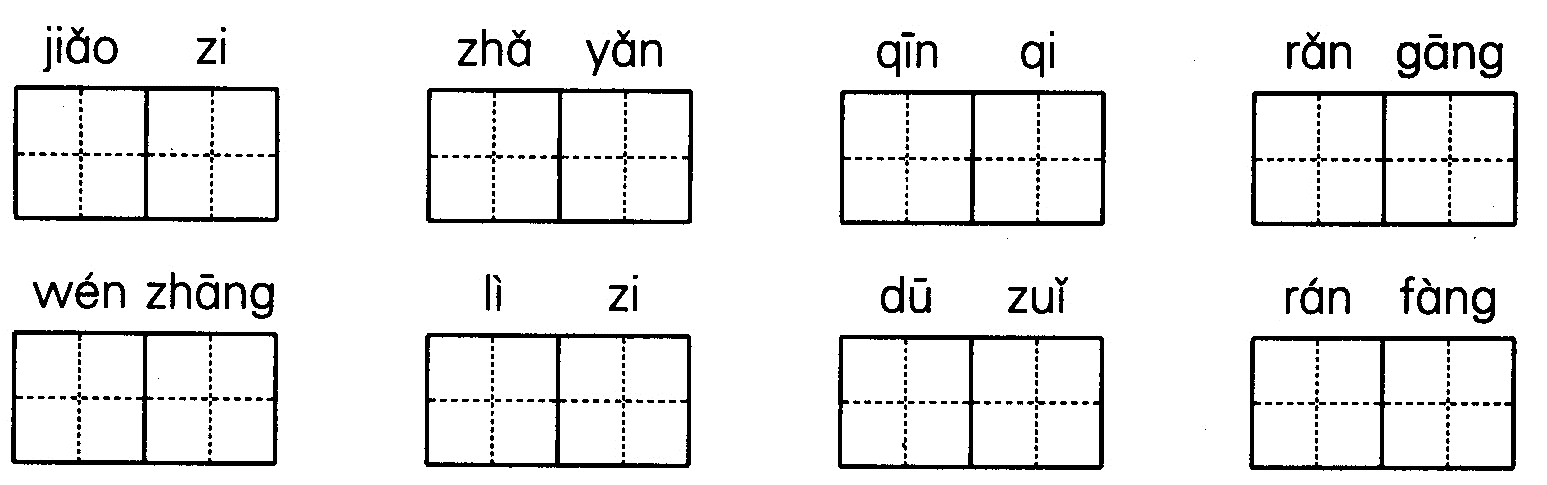 jiǎo zi zhǎ yǎn qīn qi rǎn gāng
wén zhāng lì zi dū zuǐ rán fàng